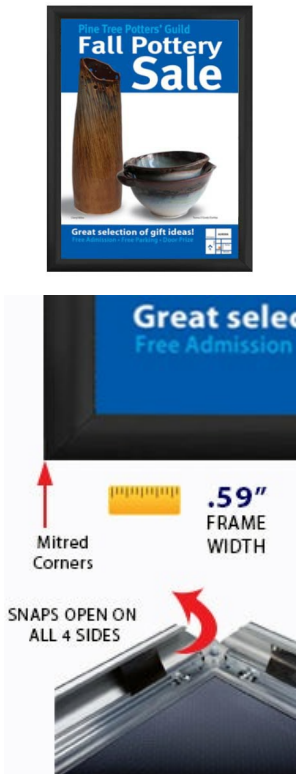 Pine Tree Potters' Guild
Fall Pottery
Sale
Great selection of gift ideas!
Free Admission • Free Parking • Door Prize
Great selec
Free Admission
.59"
FRAME
WIDTH
Mitred
Corners
SNAPS OPEN ON
ALL 4 SIDES